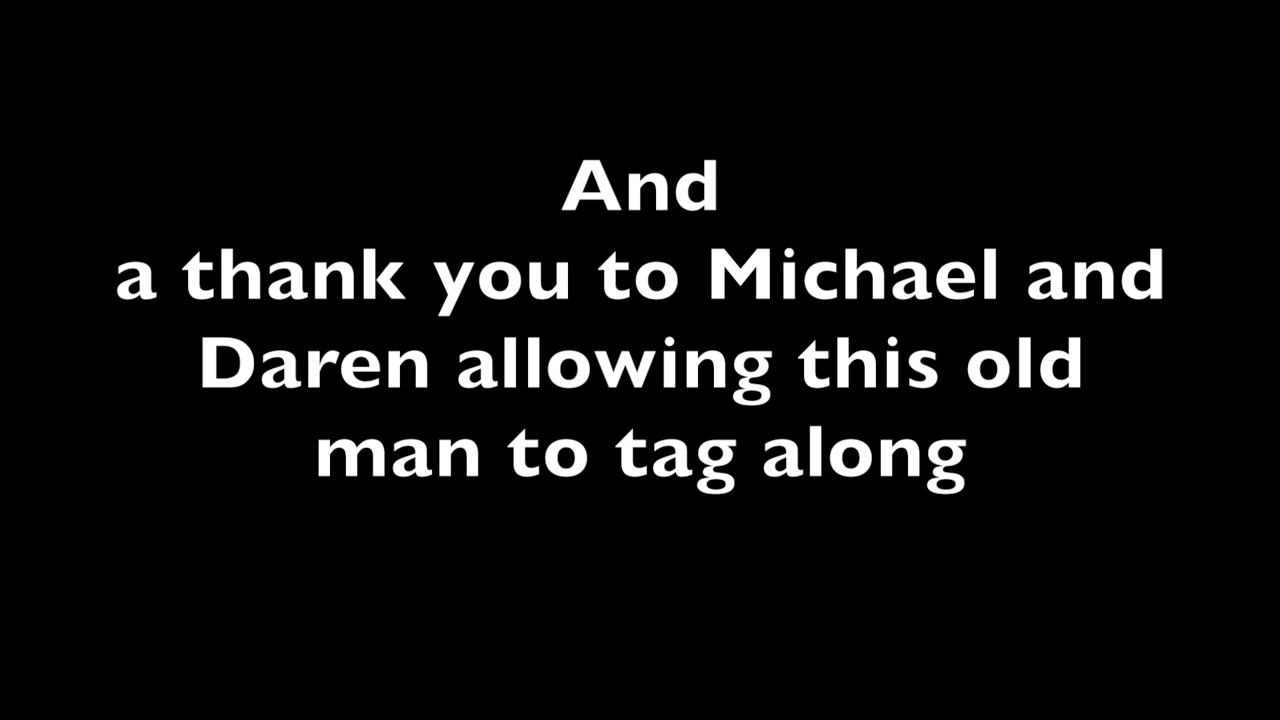 And
a thank you to Michael and
Daren allowing this old
man to tag along